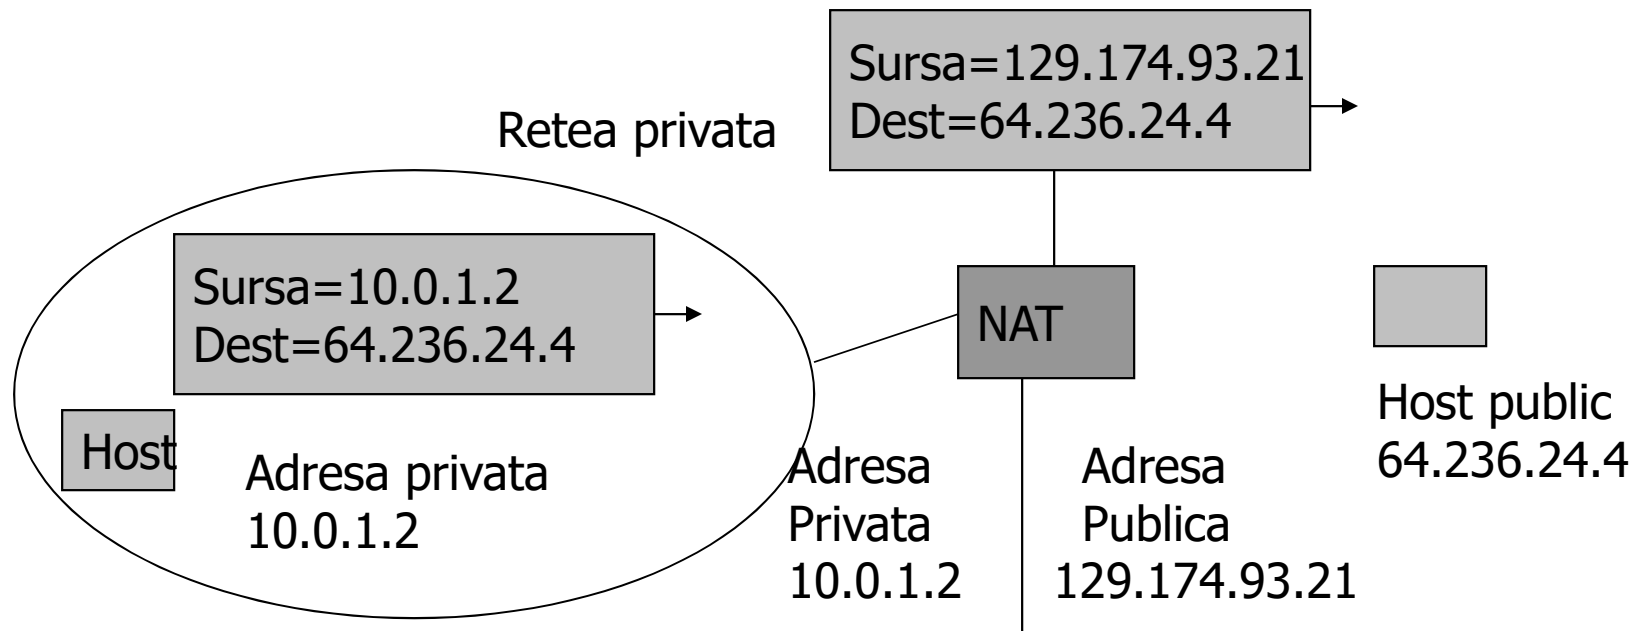 Sursa=129.174.93.21
Dest=64.236.24.4
Retea privata
Sursa=10.0.1.2
Dest=64.236.24.4
NAT
Host
Adresa privata
10.0.1.2
Adresa
Privata
10.0.1.2
Adresa
Publica
129.174.93.21
Host public
64.236.24.4